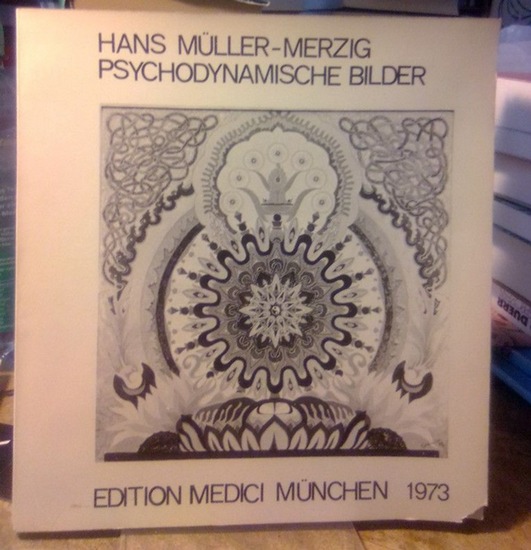 HANS MÜLLER-MERZIG
PSYCHODYNAMISCHE BILDER
EDITION MEDICI MÜNCHEN 1973